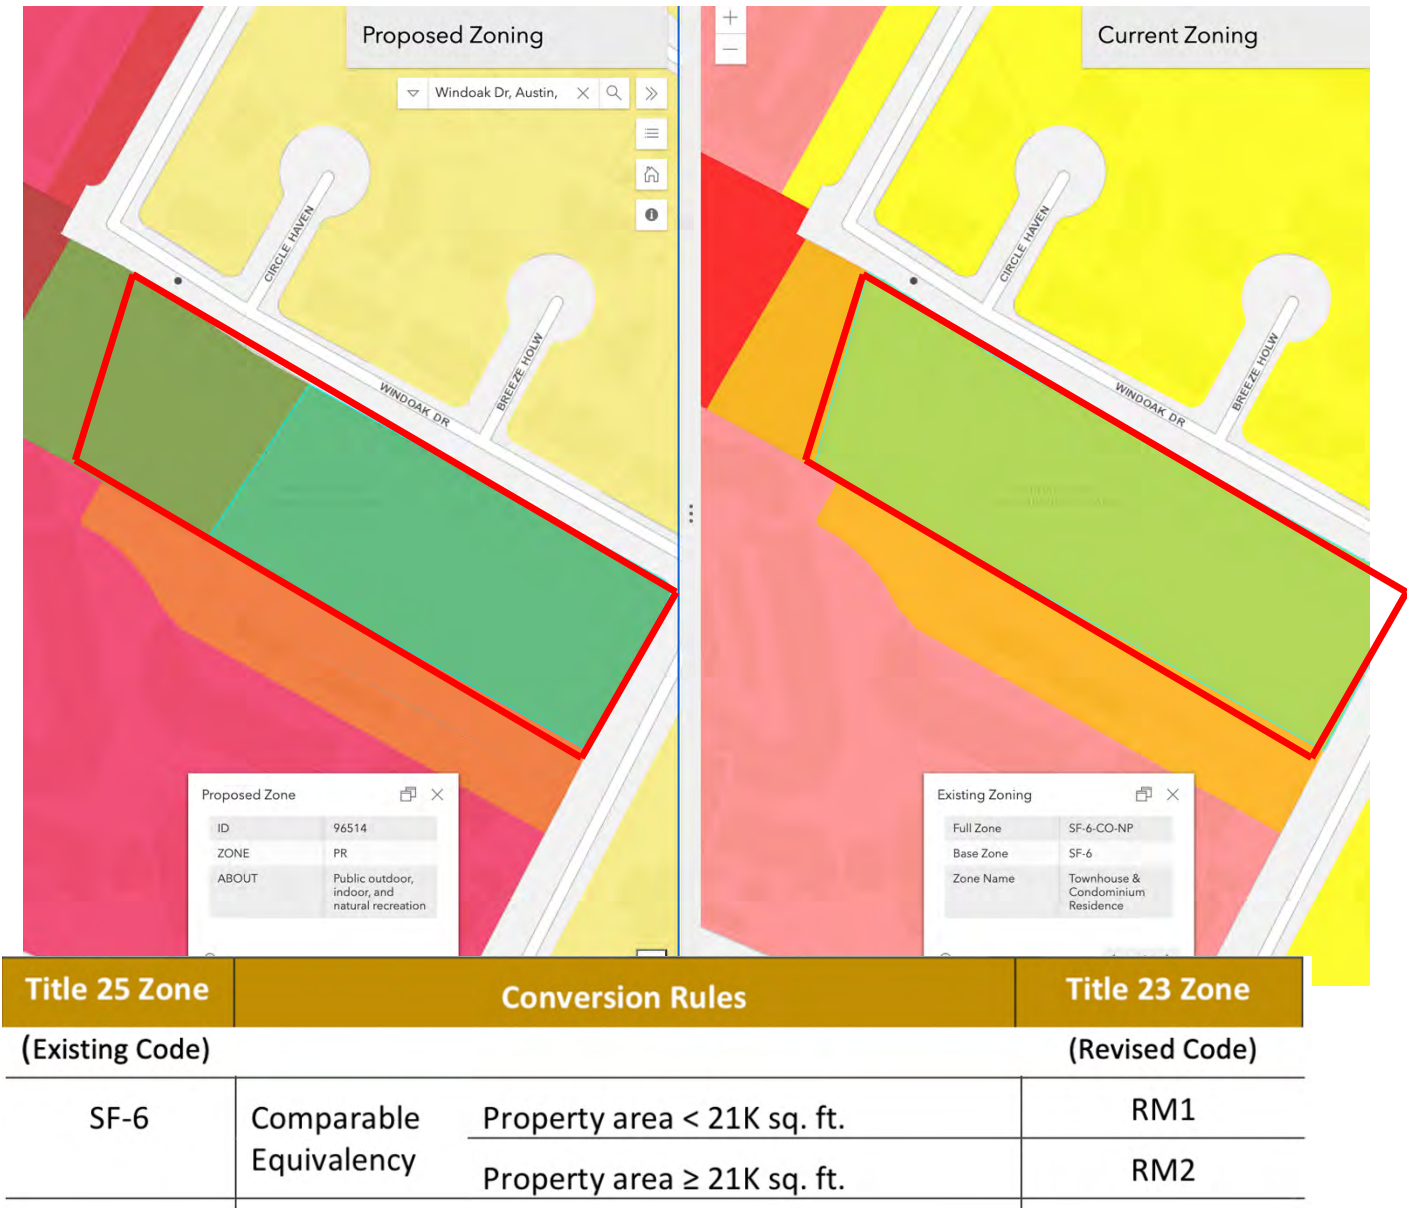 Proposed Zoning
Current Zoning
Windoak Dr, Austin,
CIRCLE HAVEN
BREEZE HOLW
WINDOAK DR
CIRCLE HAVEN
BREEZE HOLW
WINDOAK DR
Proposed Zone
ID 96514
ZONE PR
ABOUT Public outdoor,
indoor, and
natural recreation
Existing Zoning
Full Zone SF-6-CO-NP
Base Zone SF-6
Zone Name Townhouse &
Condominium
Residence
Title 25 Zone Conversion Rules Title 23 Zone
(Existing Code) (Revised Code)
SF-6 Comparable Property area < 21K sq. ft. RM1
Equivalency Property area ≥ 21K sq. ft. RM2